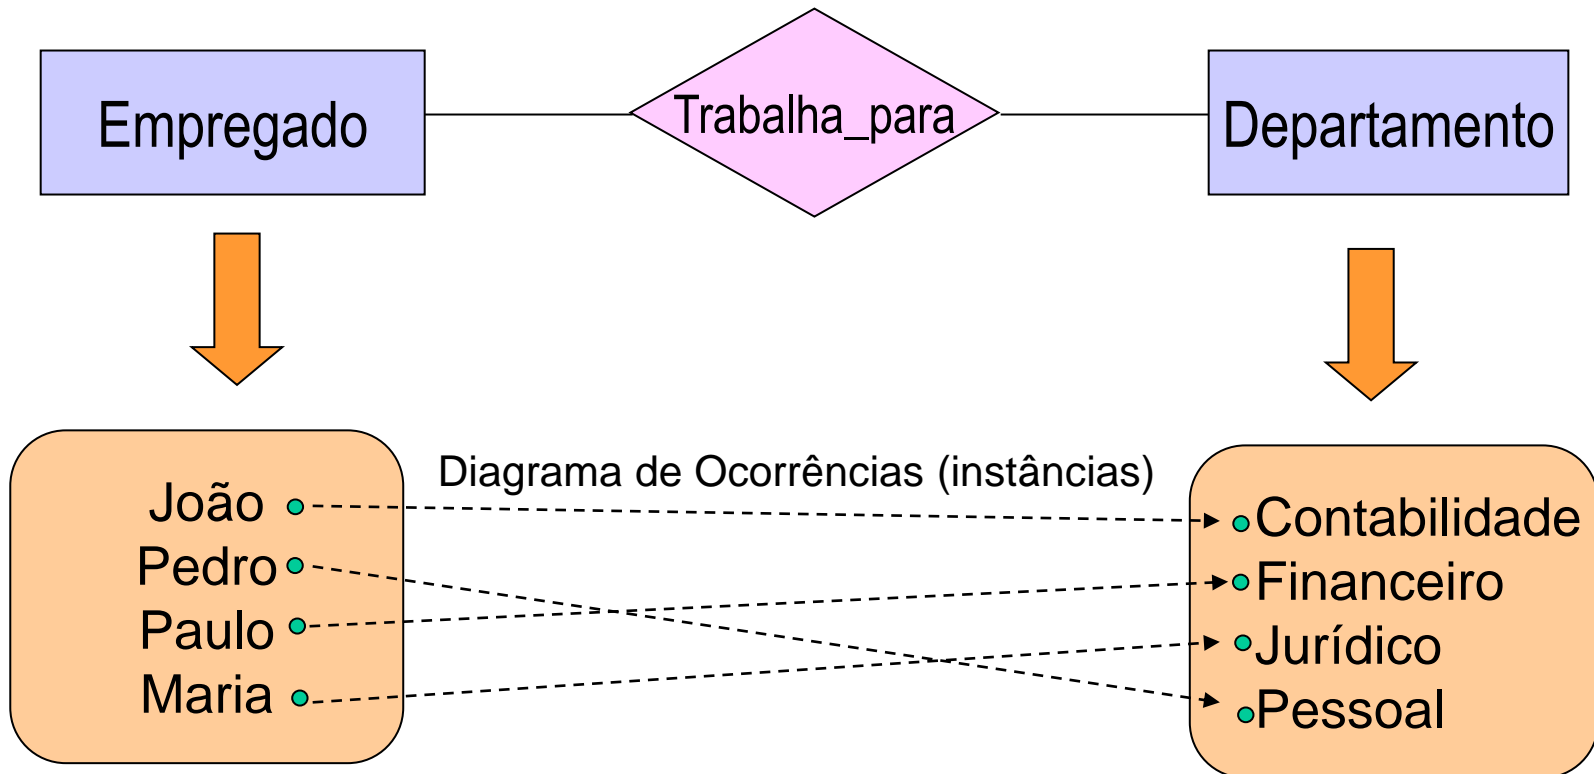 Empregado
Trabalha_para
Departamento
Diagrama de Ocorrências (instâncias)
João
Pedro
Paulo
Maria
Contabilidade
Financeiro
Jurídico
Pessoal